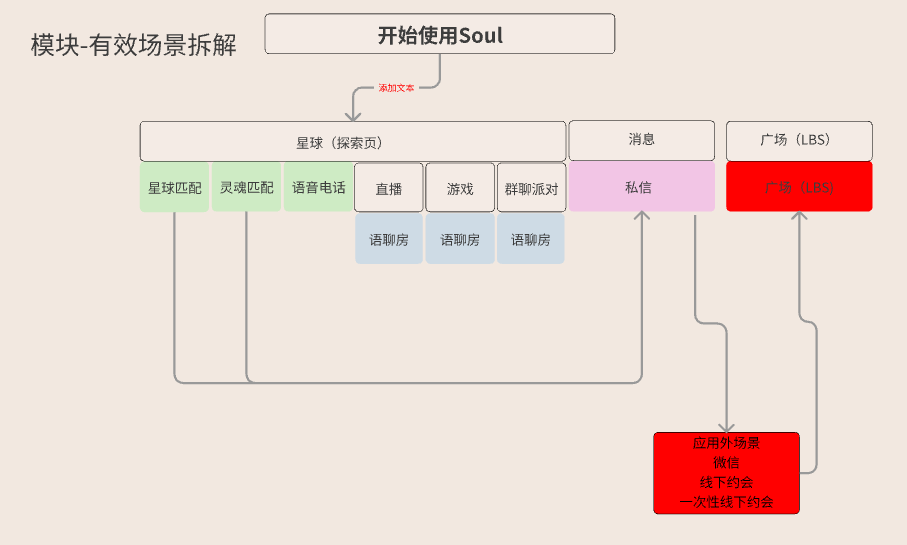 模块-有效场景拆解
开始使用Soul
添加文本
星球（探索页）
消息
广场（LBS）
星球匹配
灵魂匹配
语音电话
直播
游戏
群聊派对
私信
广场（LBS)
语聊房
语聊房
语聊房
应用外场景
微信
线下约会
一次性线下约会